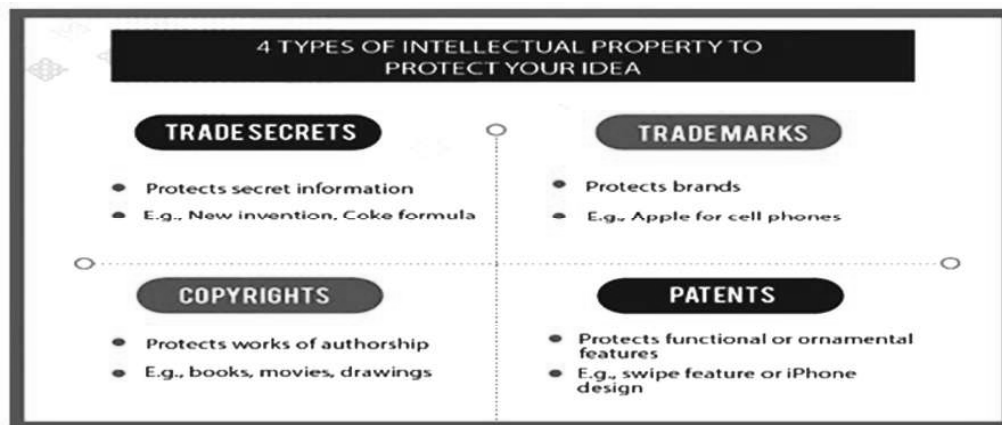 4 TYPES OF INTELLECTUAL PROPERTY TO
PROTECT YOUR IDEA
TRADE SECRETS
• Protects secret information
• E.g., New invention, Coke formula
TRADEMARKS
• Protects brands
• E.g., Apple for cell phones
COPYRIGHTS
• Protects works of authorship
• E.g., books, movies, drawings
PATENTS
• Protects functional or ornamental
features
• E.g., swipe feature or iPhone
design